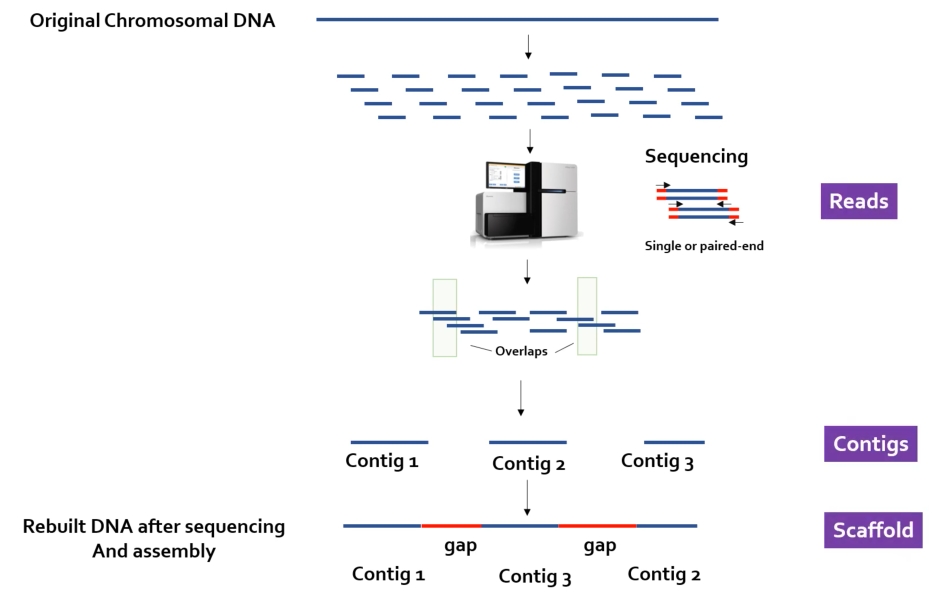 Original Chromosomal DNA
Sequencing
Reads
Single or paired-end
Overlaps
Contigs
Contig 1
Contig 2
Contig 3
Rebuilt DNA after sequencing
And assembly
Scaffold
gap
gap
Contig 1
Contig 3
Contig 2